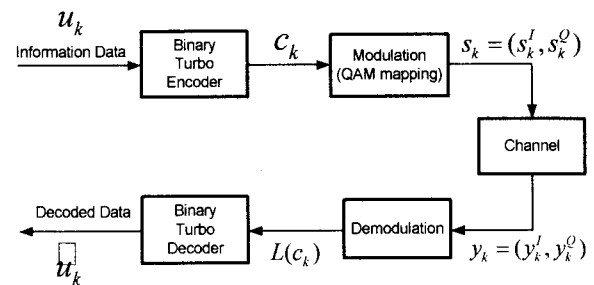 u_k
Information Data
Binary
Turbo
Encoder
c_k
Modulation
(QAM mapping)
s_k = (s_k^I, s_k^Q)
Channel
Decoded Data
□
u_k
Binary
Turbo
Decoder
L(c_k)
Demodulation
y_k = (y_k^I, y_k^Q)